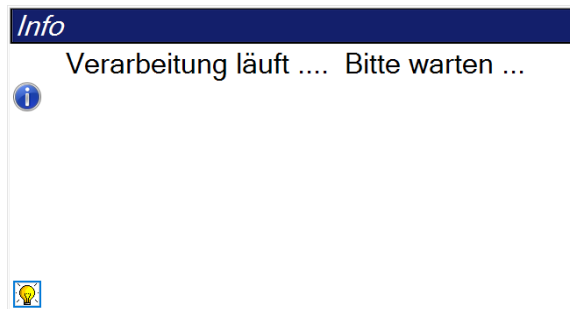 Info
Verarbeitung läuft .... Bitte warten ...